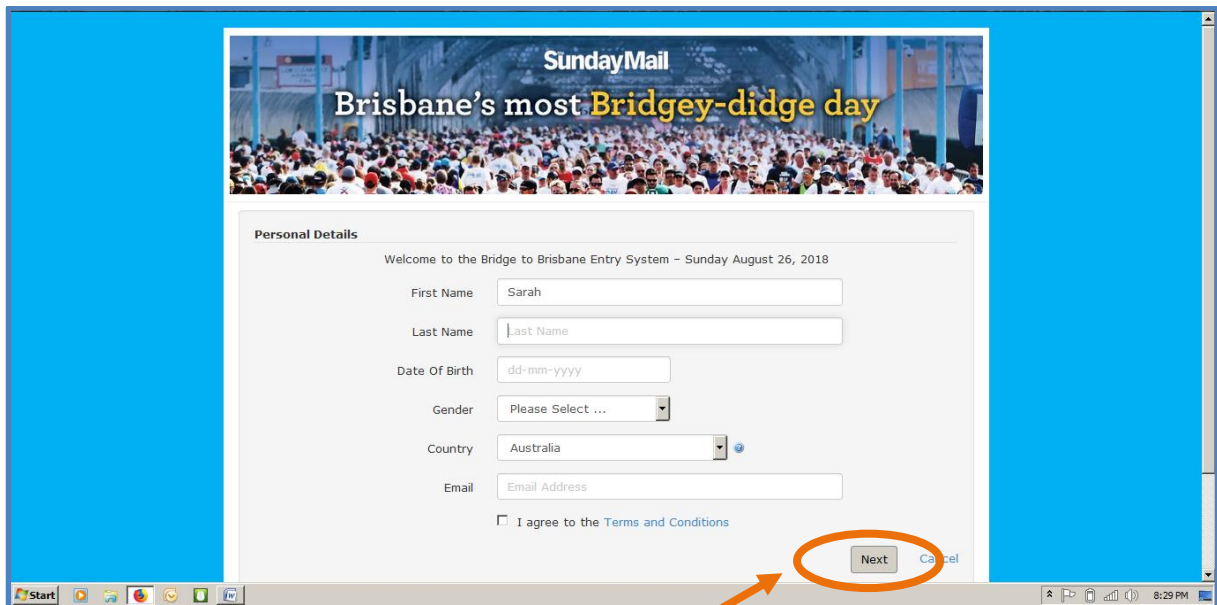 SundayMail
Brisbane's most Bridgey-didge day
Personal Details
Welcome to the Bridge to Brisbane Entry System – Sunday August 26, 2018
First Name Sarah
Last Name Last Name
Date Of Birth dd-mm-yyyy
Gender Please Select ...
Country Australia
Email Email Address
I agree to the Terms and Conditions
Next Cancel
Start 8:29 PM